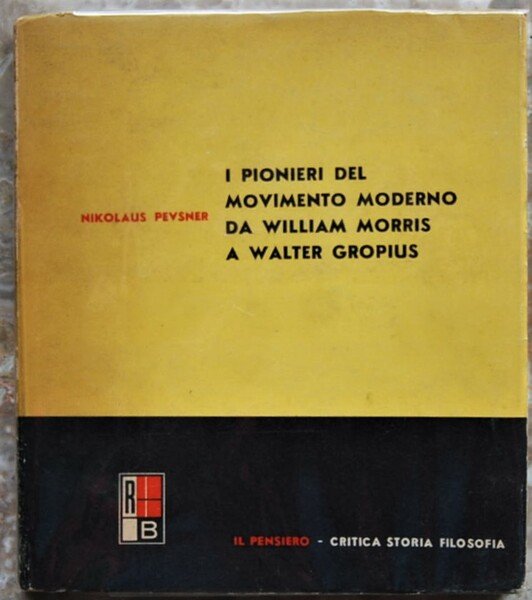 NIKOLAUS PEVSNER
I PIONIERI DEL
MOVIMENTO MODERNO
DA WILLIAM MORRIS
A WALTER GROPIUS
R
B
IL PENSIERO - CRITICA STORIA FILOSOFIA